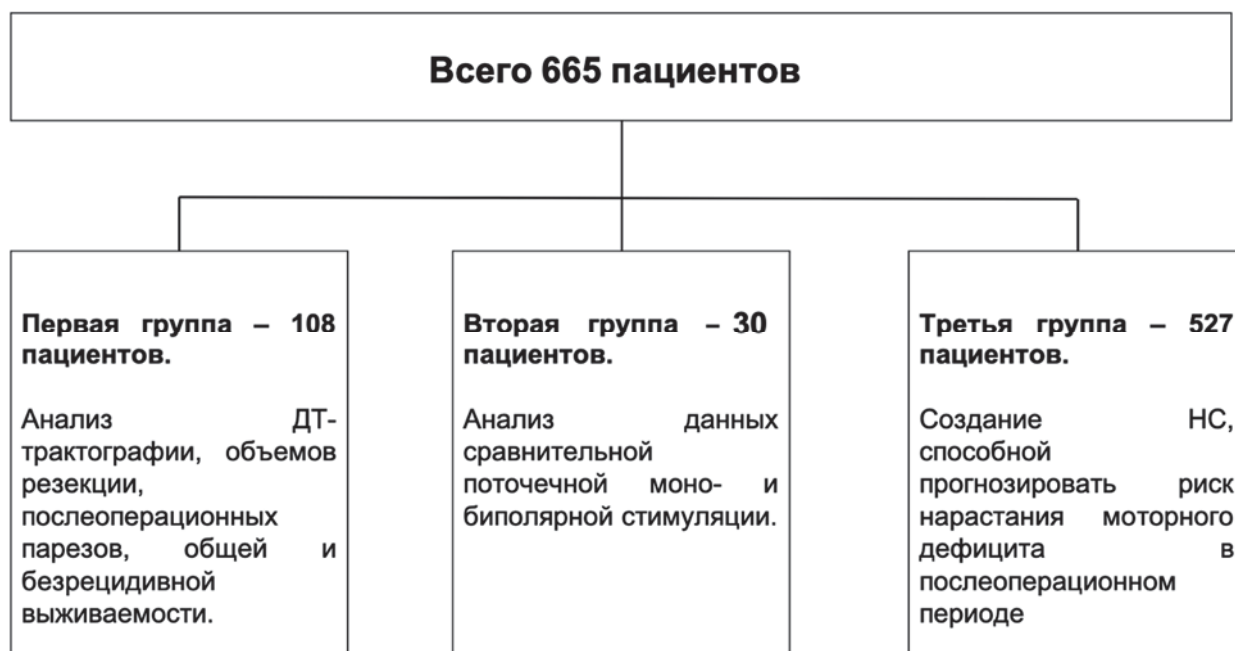 Всего 665 пациентов
Первая группа – 108
пациентов.
Анализ ДТ-
трактографии, объемов
резекции,
послеоперационных
парезов, общей и
безрецидивной
выживаемости.
Вторая группа – 30
пациентов.
Анализ данных
сравнительной
поточечной моно- и
биполярной стимуляции.
Третья группа – 527
пациентов.
Создание НС,
способной
прогнозировать риск
нарастания моторного
дефицита в
послеоперационном
периоде